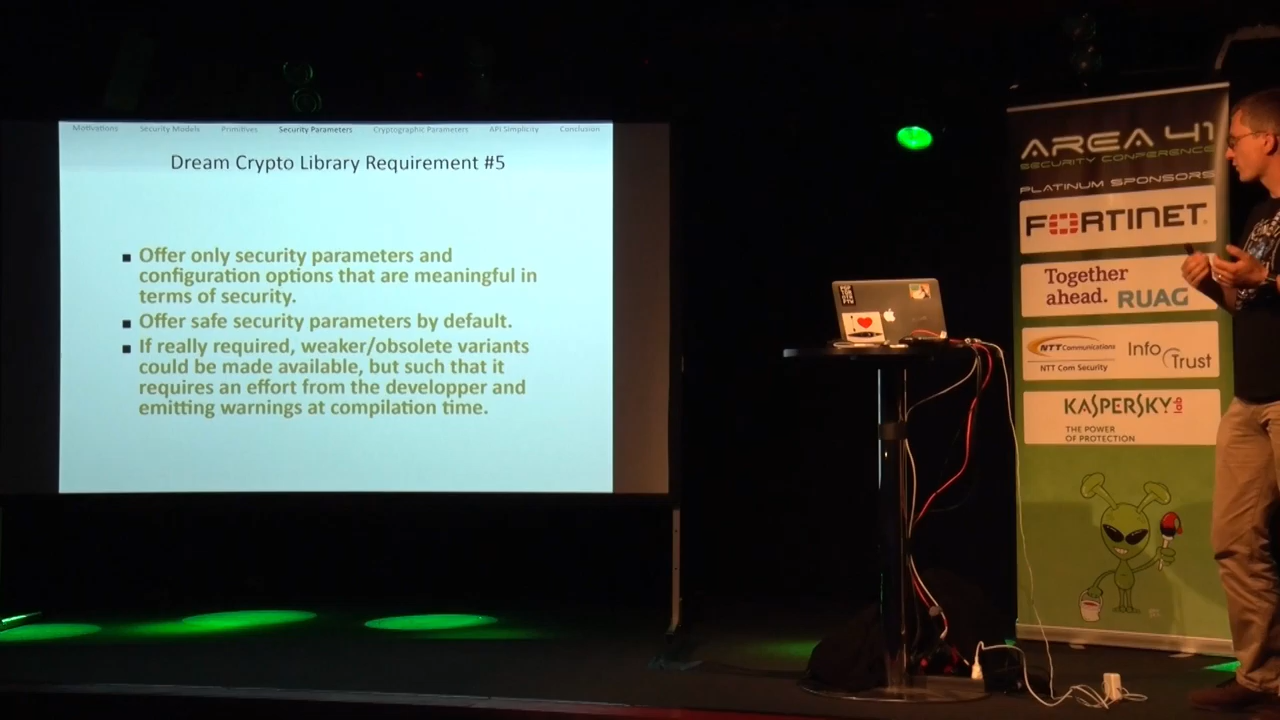 Motivations Security Models Primitives Security Parameters Cryptographic Parameters API Simplicity Conclusion
Dream Crypto Library Requirement #5
Offer only security parameters and
configuration options that are meaningful in
terms of security.
Offer safe security parameters by default.
If really required, weaker/obsolete variants
could be made available, but such that it
requires an effort from the developper and
emitting warnings at compilation time.
AREA 41
SECURITY CONFERENCE
PLATINUM SPONSORS
FORTINET
Together
ahead. RUAG
NTT Communications
NTT Com Security
Info
Trust
KASPERSKY lab
THE POWER
OF PROTECTION